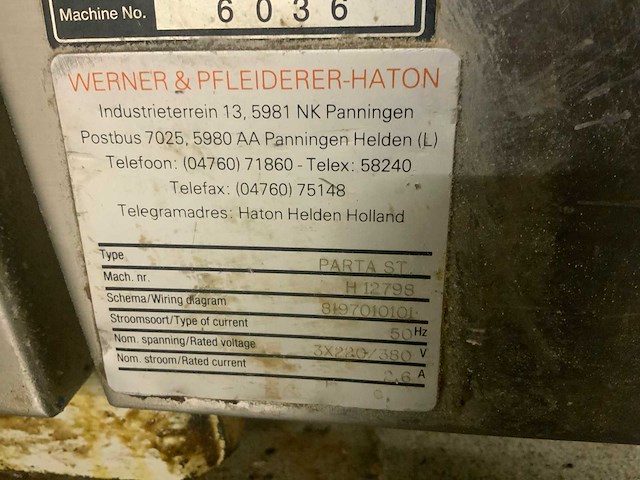 Machine No. 6036
WERNER & PFLEIDERER-HATON
Industrieterrein 13, 5981 NK Panningen
Postbus 7025, 5980 AA Panningen Helden (L)
Telefoon: (04760) 71860 - Telex: 58240
Telefax: (04760) 75148
Telegramadres: Haton Helden Holland
Type PARTA ST.
Mach. nr. H 12798
Schema/Wiring diagram 8197010101
Stroomsoort/Type of current 50 Hz
Nom. spanning/Rated voltage 3X220/380 V
Nom. stroom/Rated current 2,6 A